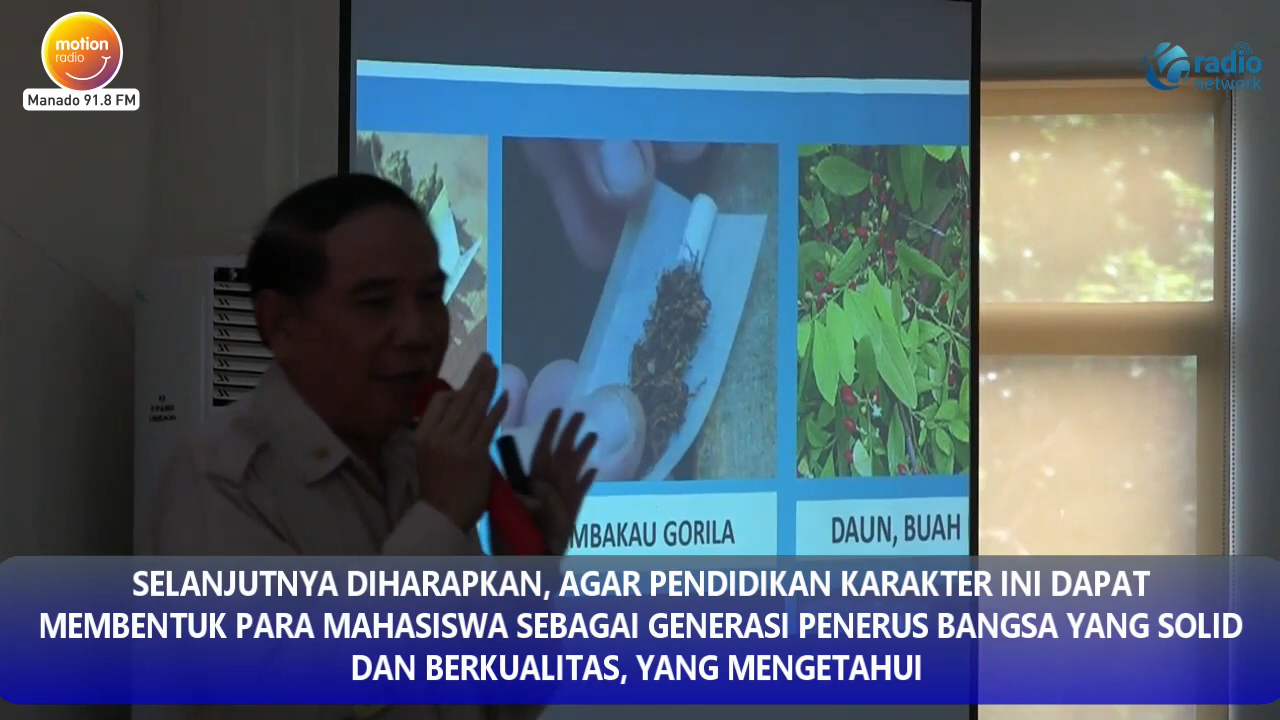 motion
radio
Manado 91.8 FM
radio
network
MBAKAU GORILA
DAUN, BUAH
SELANJUTNYA DIHARAPKAN, AGAR PENDIDIKAN KARAKTER INI DAPAT
MEMBENTUK PARA MAHASISWA SEBAGAI GENERASI PENERUS BANGSA YANG SOLID
DAN BERKUALITAS, YANG MENGETAHUI